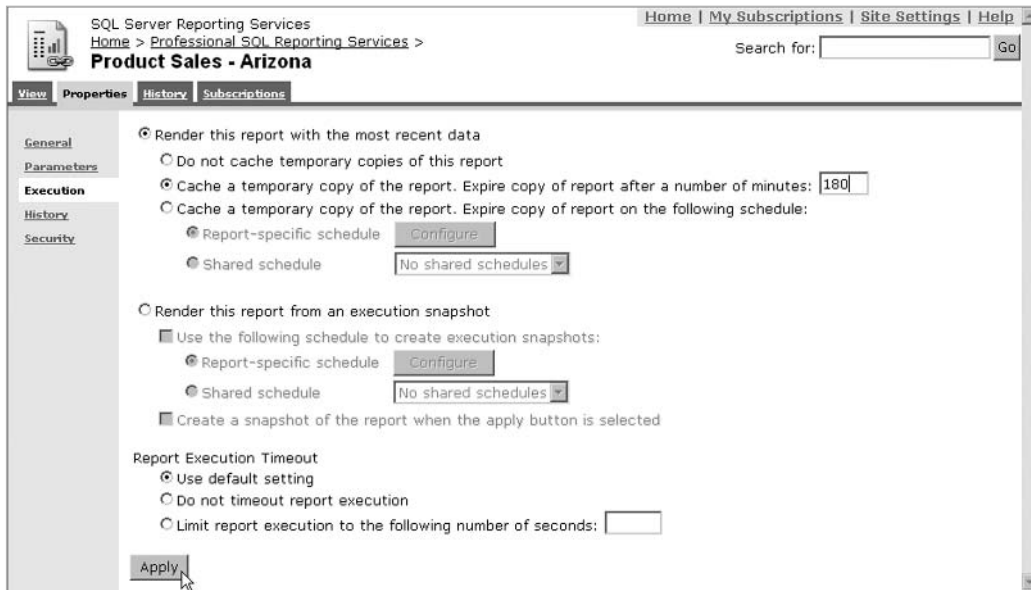 SQL Server Reporting Services
Home | My Subscriptions | Site Settings | Help
Home > Professional SQL Reporting Services >
Search for: Go
Product Sales - Arizona
View Properties History Subscriptions
General
Parameters
Execution
History
Security
Render this report with the most recent data
Do not cache temporary copies of this report
Cache a temporary copy of the report. Expire copy of report after a number of minutes: 180
Cache a temporary copy of the report. Expire copy of report on the following schedule:
Report-specific schedule Configure
Shared schedule No shared schedules
Render this report from an execution snapshot
Use the following schedule to create execution snapshots:
Report-specific schedule Configure
Shared schedule No shared schedules
Create a snapshot of the report when the apply button is selected
Report Execution Timeout
Use default setting
Do not timeout report execution
Limit report execution to the following number of seconds:
Apply